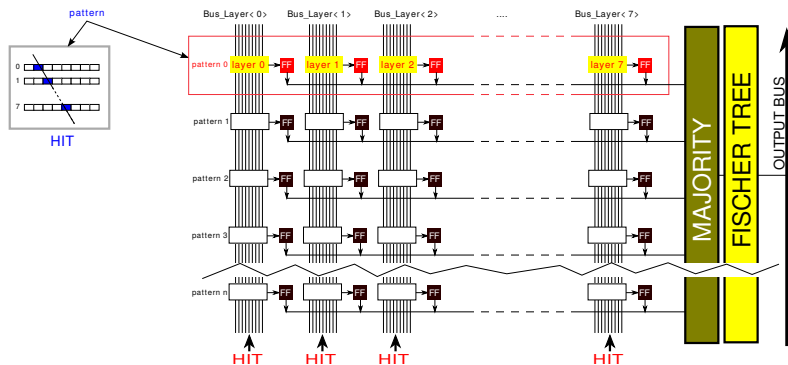 pattern
Bus_Layer< 0>
Bus_Layer< 1>
Bus_Layer< 2>
....
Bus_Layer< 7>
0
1
7
HIT
pattern 0
layer 0
FF
layer 1
FF
layer 2
FF
layer 7
FF
pattern 1
FF
FF
FF
FF
pattern 2
FF
FF
FF
FF
pattern 3
FF
FF
FF
FF
pattern n
FF
FF
FF
FF
HIT
HIT
HIT
HIT
MAJORITY
FISCHER TREE
OUTPUT BUS